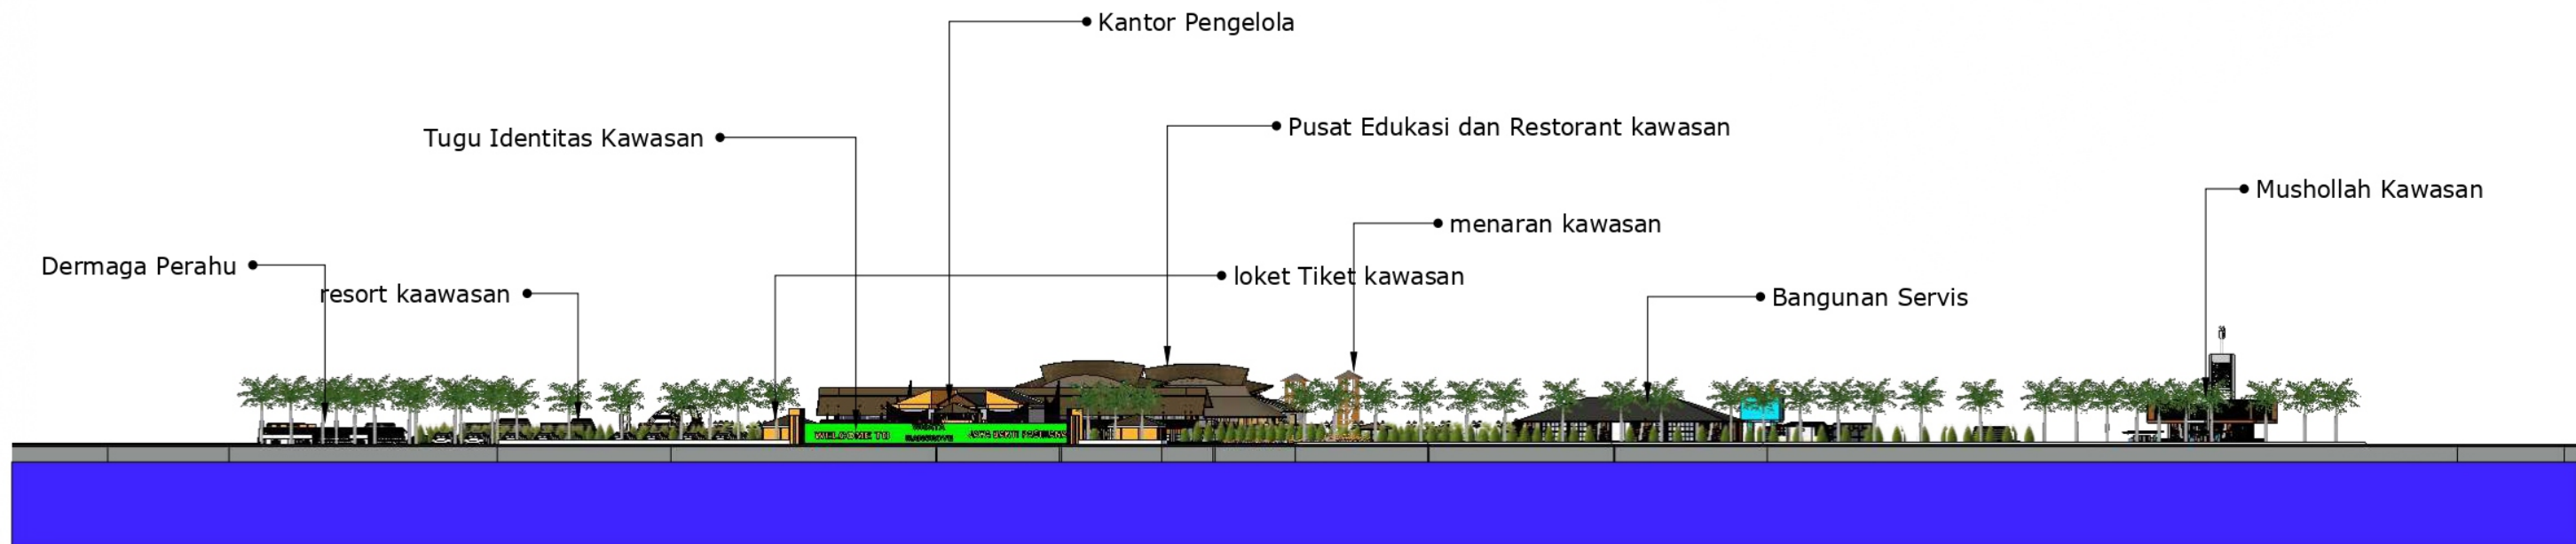 Kantor Pengelola
Tugu Identitas Kawasan
Pusat Edukasi dan Restorant kawasan
Mushollah Kawasan
menaran kawasan
Dermaga Perahu
loket Tiket kawasan
resort kaawasan
Bangunan Servis
WELCOME TO